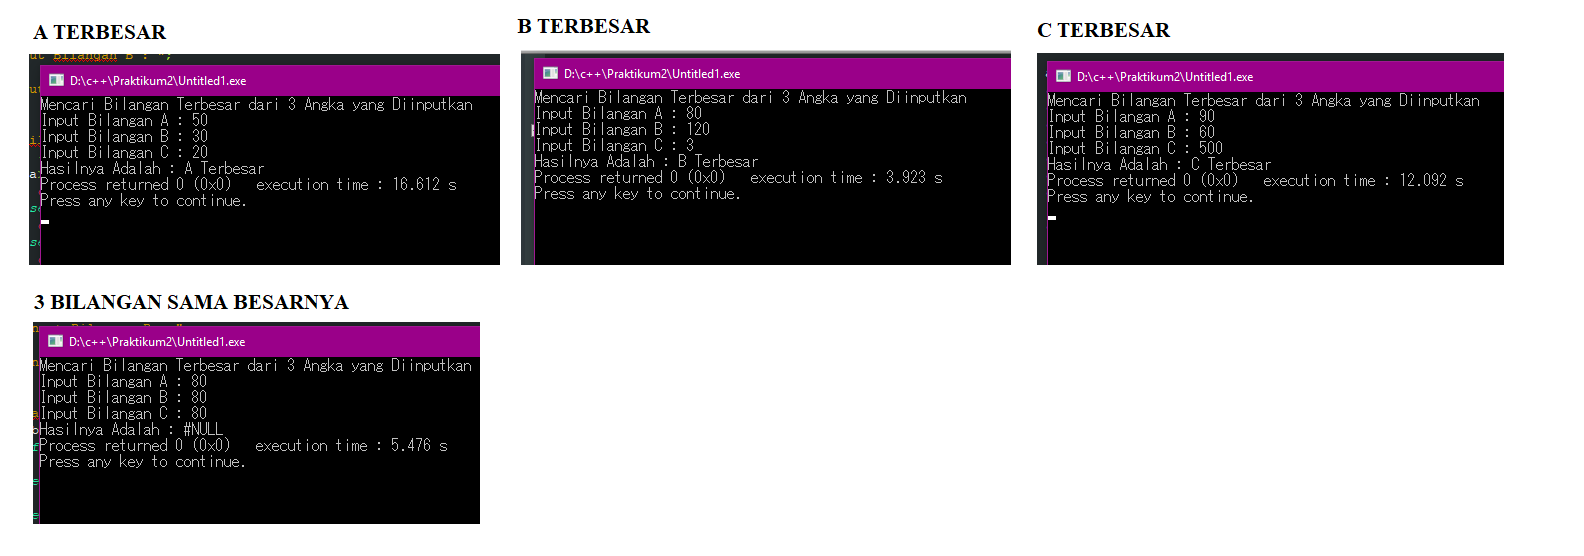 A TERBESAR
ut Bilangan B : ";
D:\c++\Praktikum2\Untitled1.exe
Mencari Bilangan Terbesar dari 3 Angka yang Diinputkan
Input Bilangan A : 50
Input Bilangan B : 30
Input Bilangan C : 20
Hasilnya Adalah : A Terbesar
Process returned 0 (0x0)   execution time : 16.612 s
Press any key to continue.
B TERBESAR
D:\c++\Praktikum2\Untitled1.exe
Mencari Bilangan Terbesar dari 3 Angka yang Diinputkan
Input Bilangan A : 80
Input Bilangan B : 120
Input Bilangan C : 3
Hasilnya Adalah : B Terbesar
Process returned 0 (0x0)   execution time : 3.923 s
Press any key to continue.
C TERBESAR
D:\c++\Praktikum2\Untitled1.exe
Mencari Bilangan Terbesar dari 3 Angka yang Diinputkan
Input Bilangan A : 90
Input Bilangan B : 60
Input Bilangan C : 500
Hasilnya Adalah : C Terbesar
Process returned 0 (0x0)   execution time : 12.092 s
Press any key to continue.
3 BILANGAN SAMA BESARNYA
D:\c++\Praktikum2\Untitled1.exe
Mencari Bilangan Terbesar dari 3 Angka yang Diinputkan
Input Bilangan A : 80
Input Bilangan B : 80
Input Bilangan C : 80
Hasilnya Adalah : #NULL
Process returned 0 (0x0)   execution time : 5.476 s
Press any key to continue.